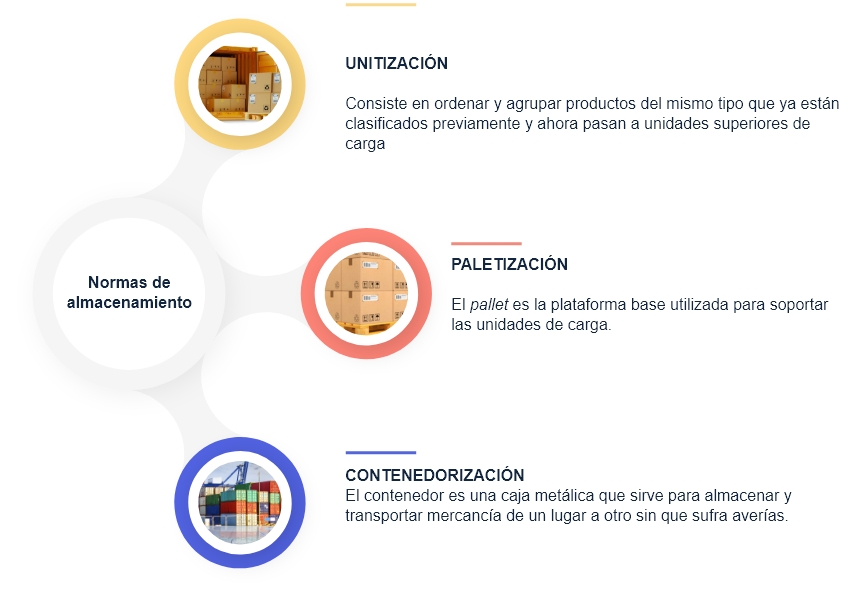 UNITIZACIÓN
Consiste en ordenar y agrupar productos del mismo tipo que ya están
clasificados previamente y ahora pasan a unidades superiores de
carga
Normas de
almacenamiento
PALETIZACIÓN
El pallet es la plataforma base utilizada para soportar
las unidades de carga.
CONTENEDORIZACIÓN
El contenedor es una caja metálica que sirve para almacenar y
transportar mercancía de un lugar a otro sin que sufra averías.